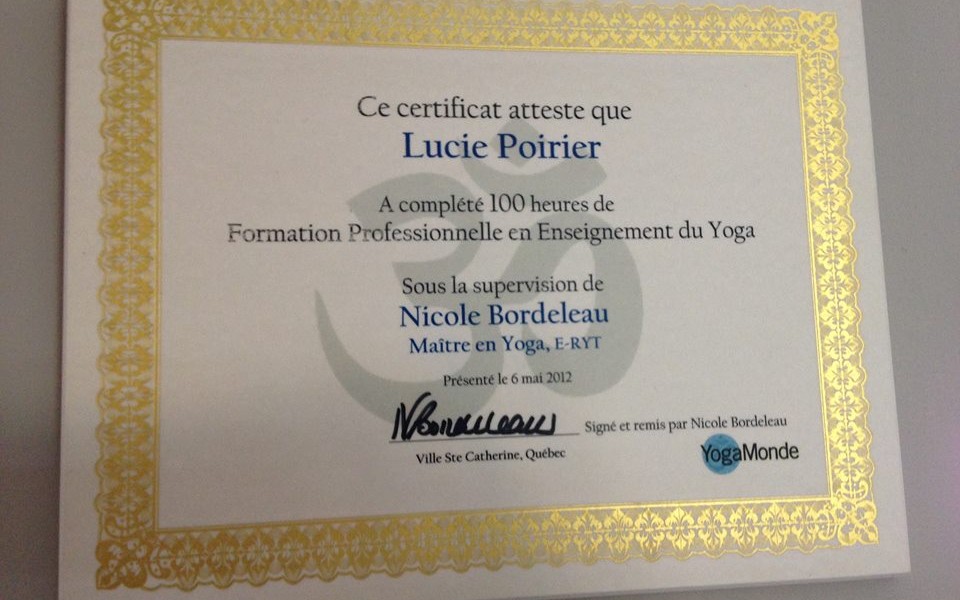 Ce certificat atteste que
Lucie Poirier
A complété 100 heures de
Formation Professionnelle en Enseignement du Yoga
Sous la supervision de
Nicole Bordeleau
Maître en Yoga, E-RYT
Présenté le 6 mai 2012
NBordeleau
Signé et remis par Nicole Bordeleau
Ville Ste Catherine, Québec
YogaMonde